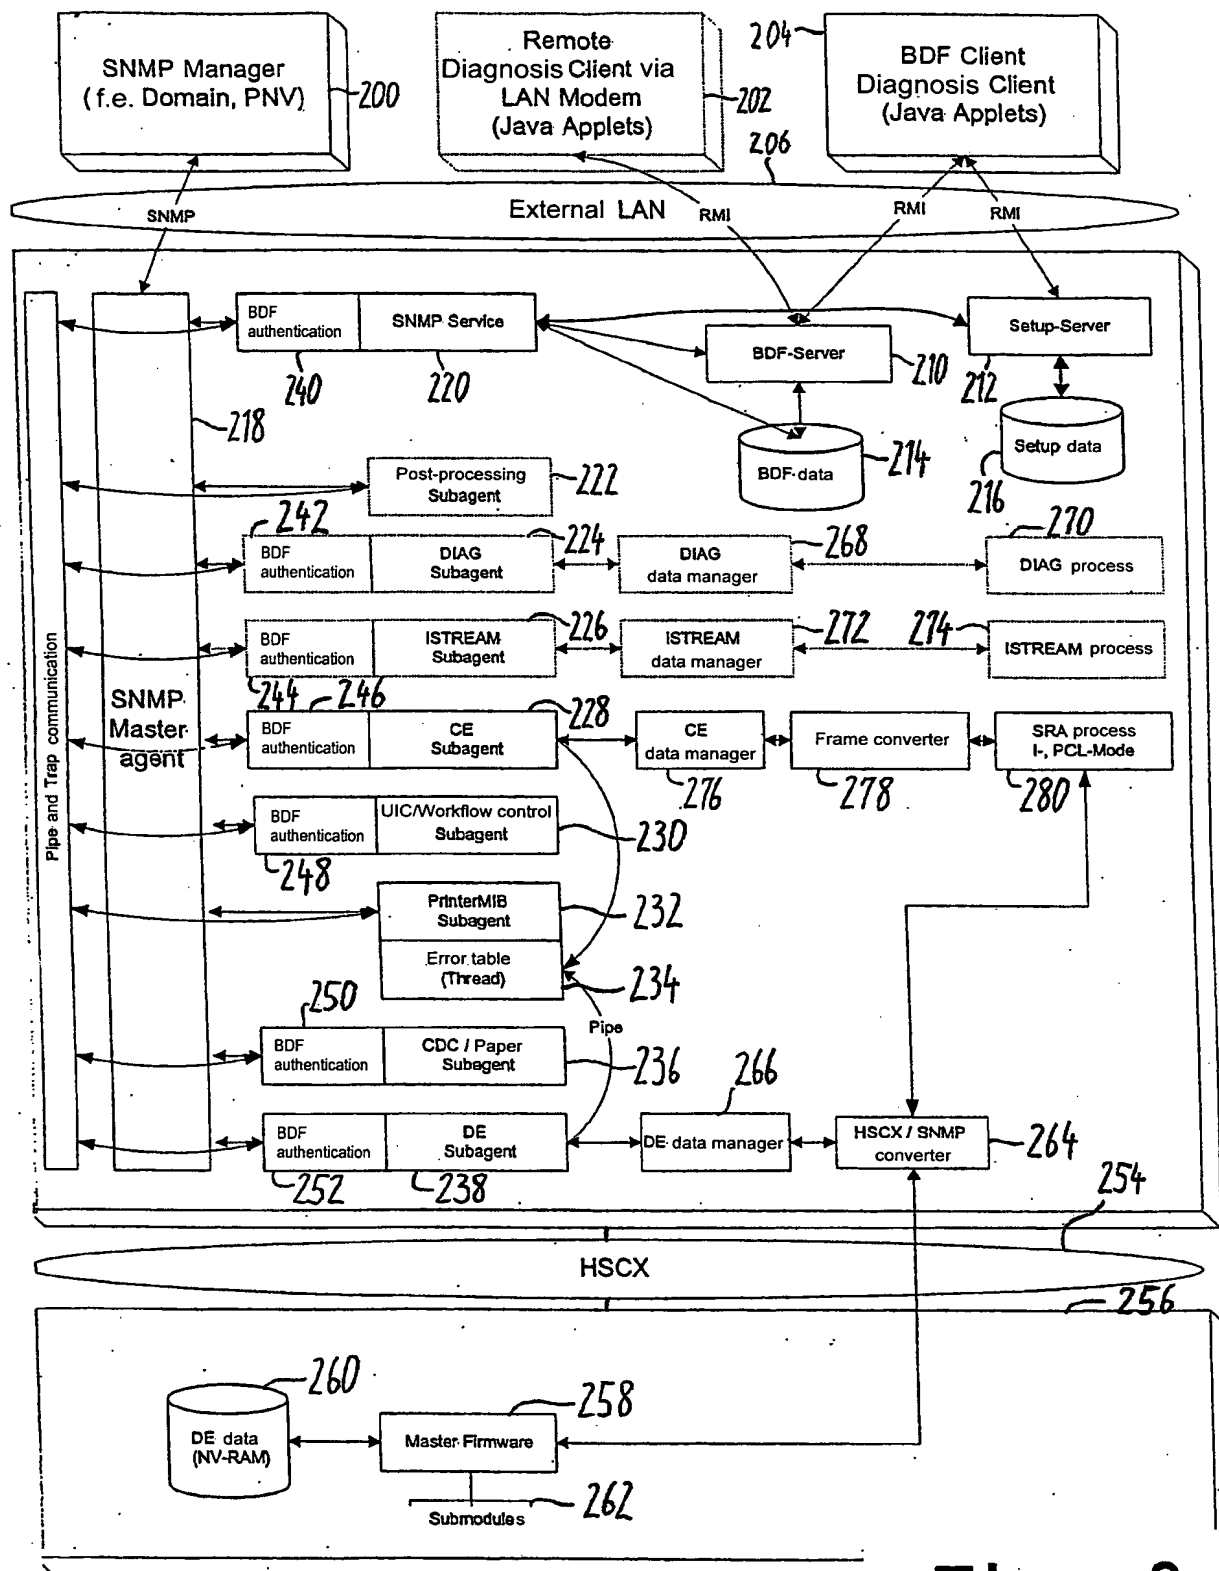 SNMP Manager
(f.e. Domain, PNV)
200
Remote
Diagnosis Client via
LAN Modem
(Java Applets)
202
204
BDF Client
Diagnosis Client
(Java Applets)
206
External LAN
SNMP
RMI
RMI
RMI
BDF
authentication
SNMP Service
240
220
BDF-Server
210
Setup-Server
212
218
BDF-data
214
Setup data
216
Post-processing
Subagent
222
242
BDF
authentication
DIAG
Subagent
224
DIAG
data manager
268
270
DIAG process
BDF
authentication
ISTREAM
Subagent
226
ISTREAM
data manager
272
274
ISTREAM process
244
246
Pipe and Trap communication
SNMP
Master-
agent
BDF
authentication
CE
Subagent
228
CE
data manager
276
Frame converter
278
SRA process
I-, PCL-Mode
280
BDF
authentication
UIC/Workflow control
Subagent
230
248
PrinterMIB
Subagent
232
Error table
(Thread)
234
250
Pipe
BDF
authentication
CDC / Paper
Subagent
236
266
BDF
authentication
DE
Subagent
DE data manager
HSCX / SNMP
converter
264
252
238
254
HSCX
256
260
DE data
(NV-RAM)
258
Master Firmware
262
Submodules